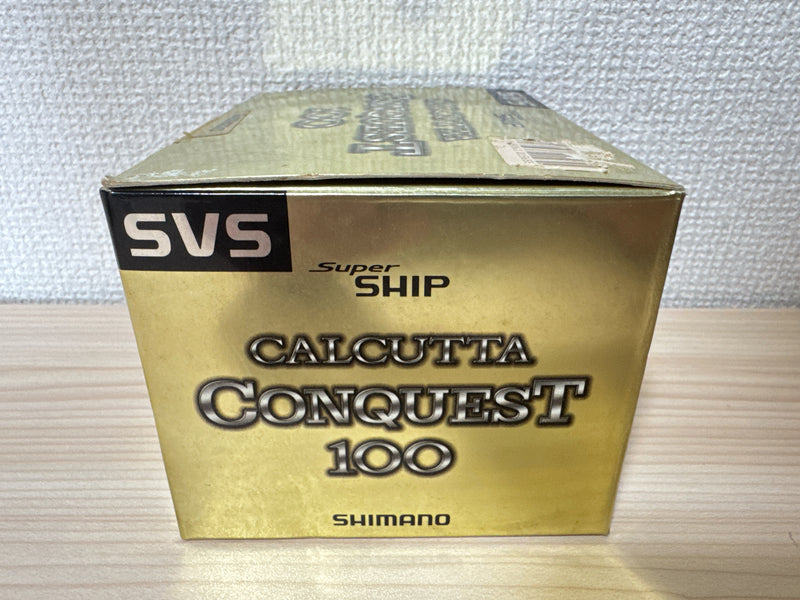 SVS
Super
SHIP
CALCUTTA
CONQUEST
100
SHIMANO